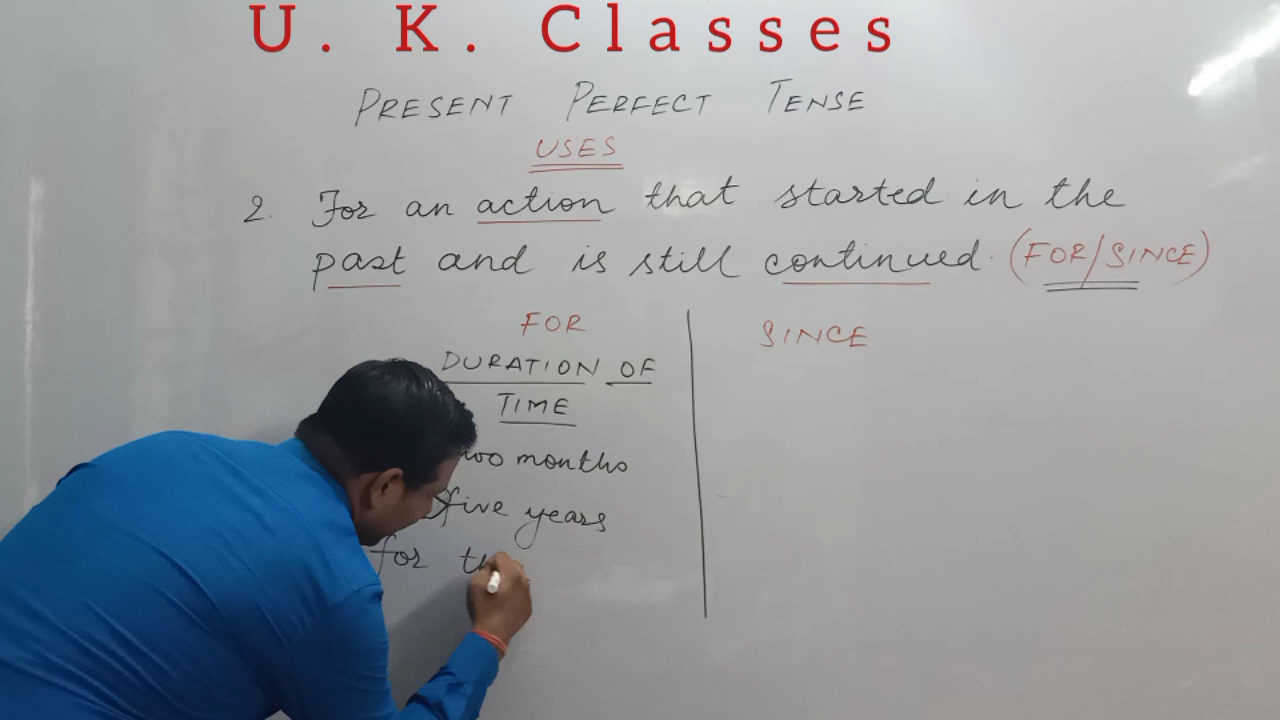 U. K. Classes
PRESENT PERFECT TENSE
USES
2. For an action that started in the
past and is still continued. (FOR/SINCE)
FOR
DURATION OF
TIME
months
five years
for
SINCE